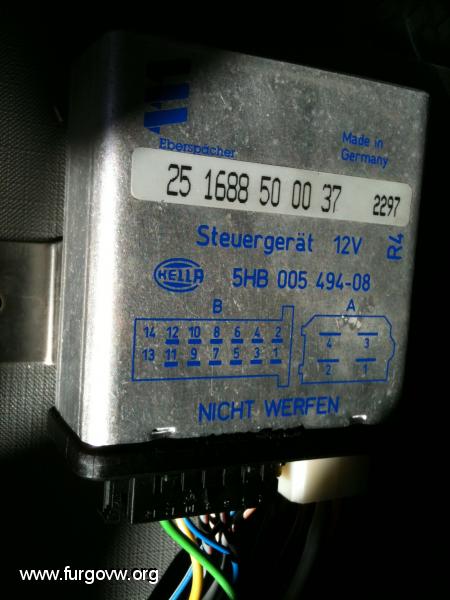 Eberspächer
Made in
Germany
25 1688 50 00 37 2297
Steuergerät 12V R4
HELLA 5HB 005 494-08
B A
14 12 10 8 6 4 2
13 11 9 7 5 3 1
4 3
2 1
NICHT WERFEN
www.furgovw.org